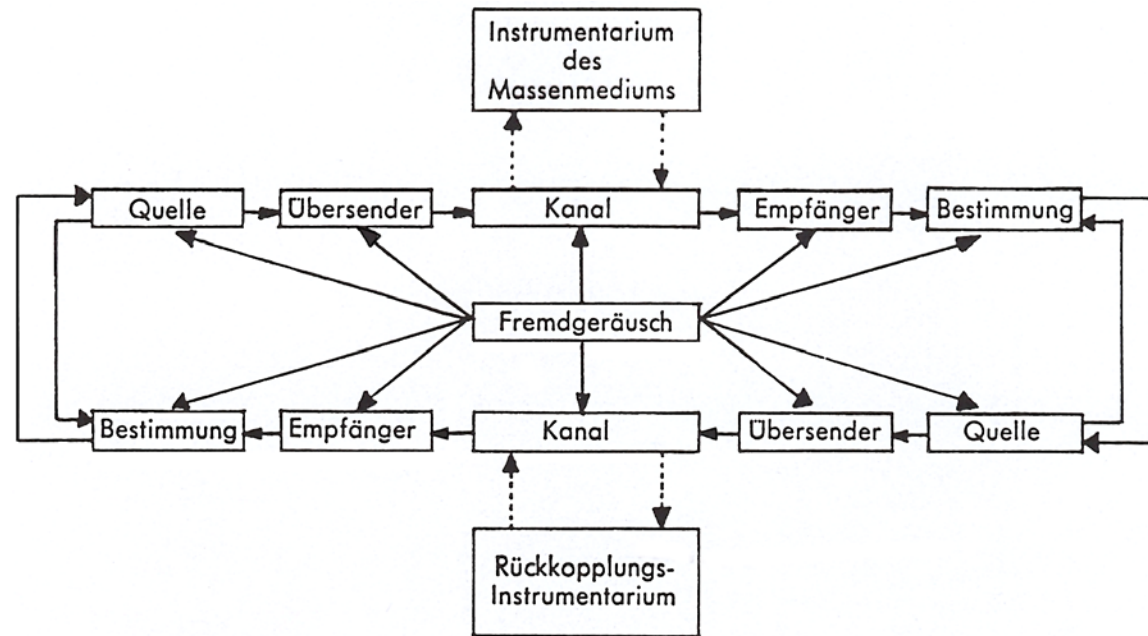 Instrumentarium
des
Massenmediums
Quelle
Übersender
Kanal
Empfänger
Bestimmung
Fremdgeräusch
Bestimmung
Empfänger
Kanal
Übersender
Quelle
Rückkopplungs-
Instrumentarium